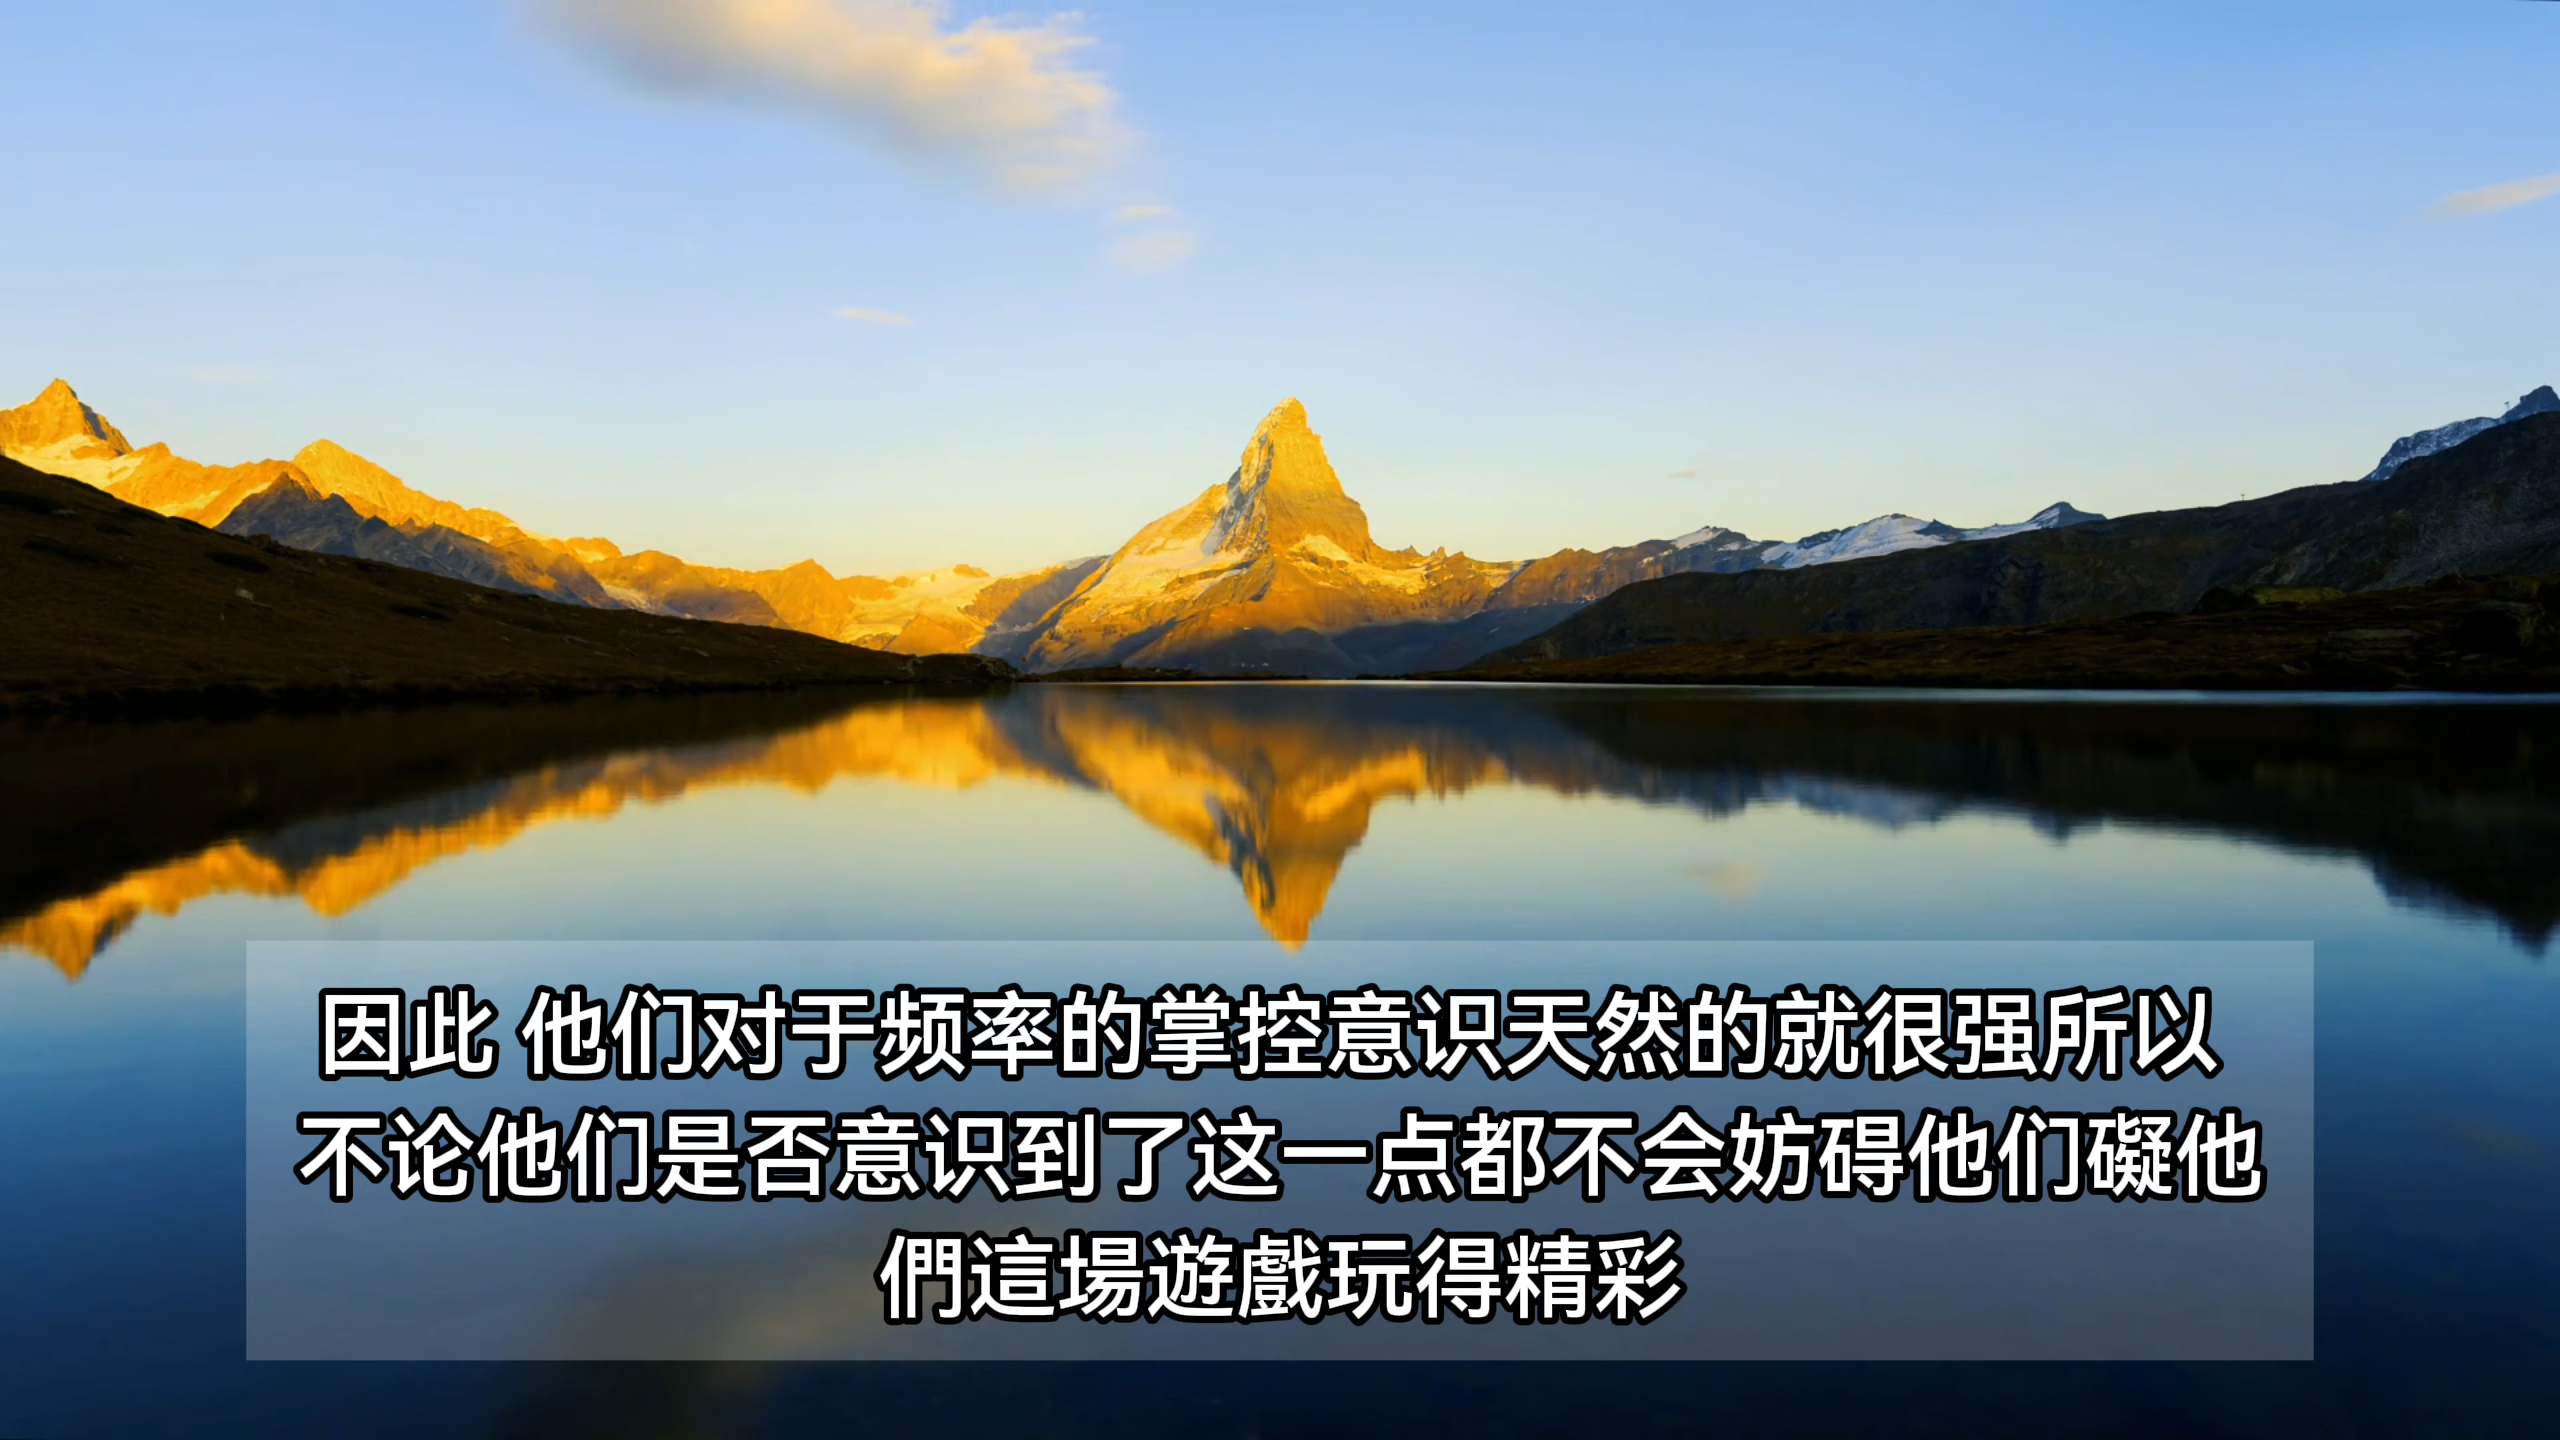 因此 他们对于频率的掌控意识天然的就很强所以
不论他们是否意识到了这一点都不会妨碍他们礙他
們這場遊戲玩得精彩